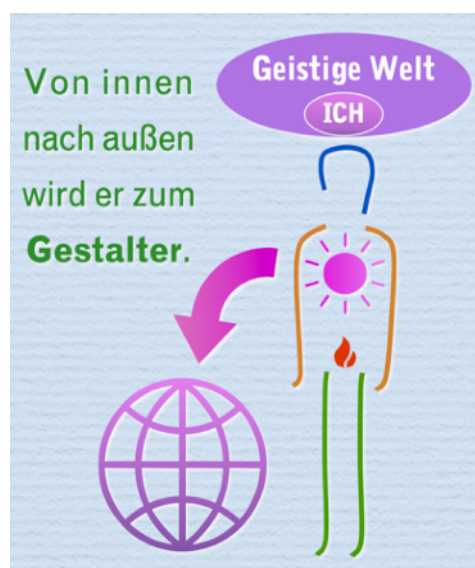 Von innen
nach außen
wird er zum
Gestalter.
Geistige Welt
ICH